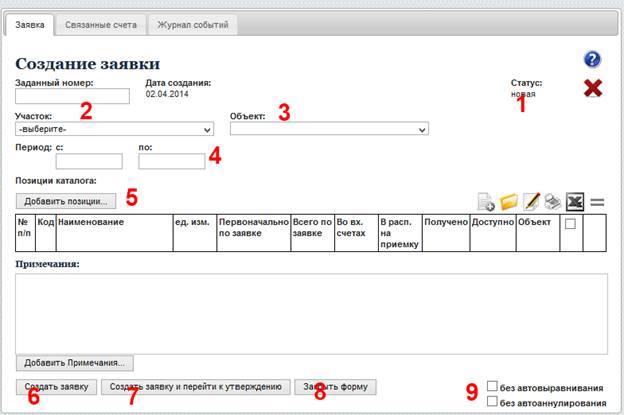 Заявка Связанные счета Журнал событий
Создание заявки
?
Заданный номер: Дата создания: Статус:
02.04.2014 новая
1
2 3
Участок: Объект:
-выберите-
Период: с: по:
4
Позиции каталога:
5
Добавить позиции...
№ п/п Код Наименование ед. изм. Первоначально по заявке Всего по заявке Во вх. счетах В расп. на приемку Получено Доступно Объект
Примечания:
Добавить Примечания...
Создать заявку Создать заявку и перейти к утверждению Закрыть форму
6 7 8 9
без автовыравнивания
без автоаннулирования